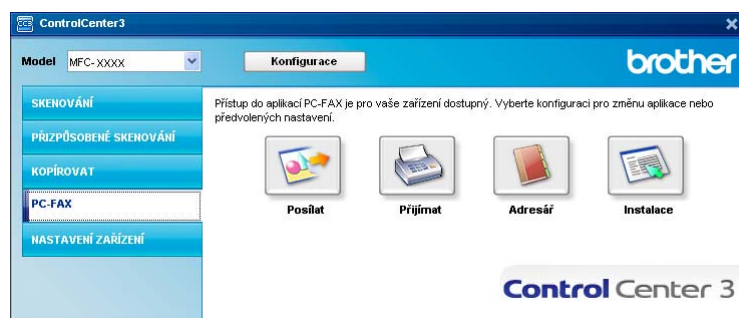 ControlCenter3
Model MFC-XXXX Konfigurace brother
SKENOVÁNÍ
PŘIZPŮSOBENÉ SKENOVÁNÍ
KOPÍROVAT
PC-FAX
NASTAVENÍ ZAŘÍZENÍ
Přístup do aplikací PC-FAX je pro vaše zařízení dostupný. Vyberte konfiguraci pro změnu aplikace nebo
předvolených nastavení.
Posílat Přijímat Adresář Instalace
Control Center 3